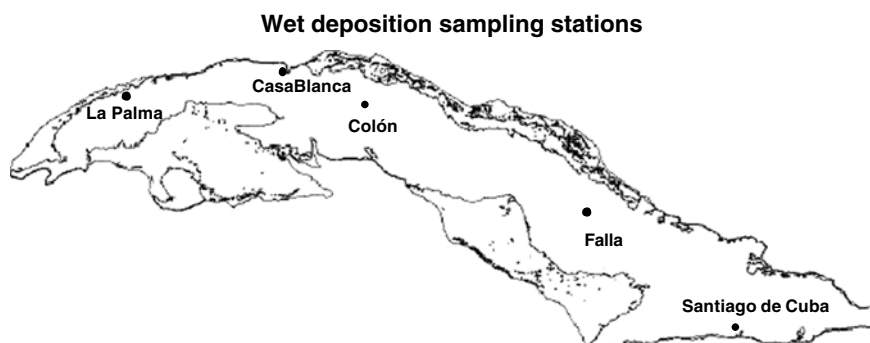 Wet deposition sampling stations
CasaBlanca
La Palma
Colón
Falla
Santiago de Cuba